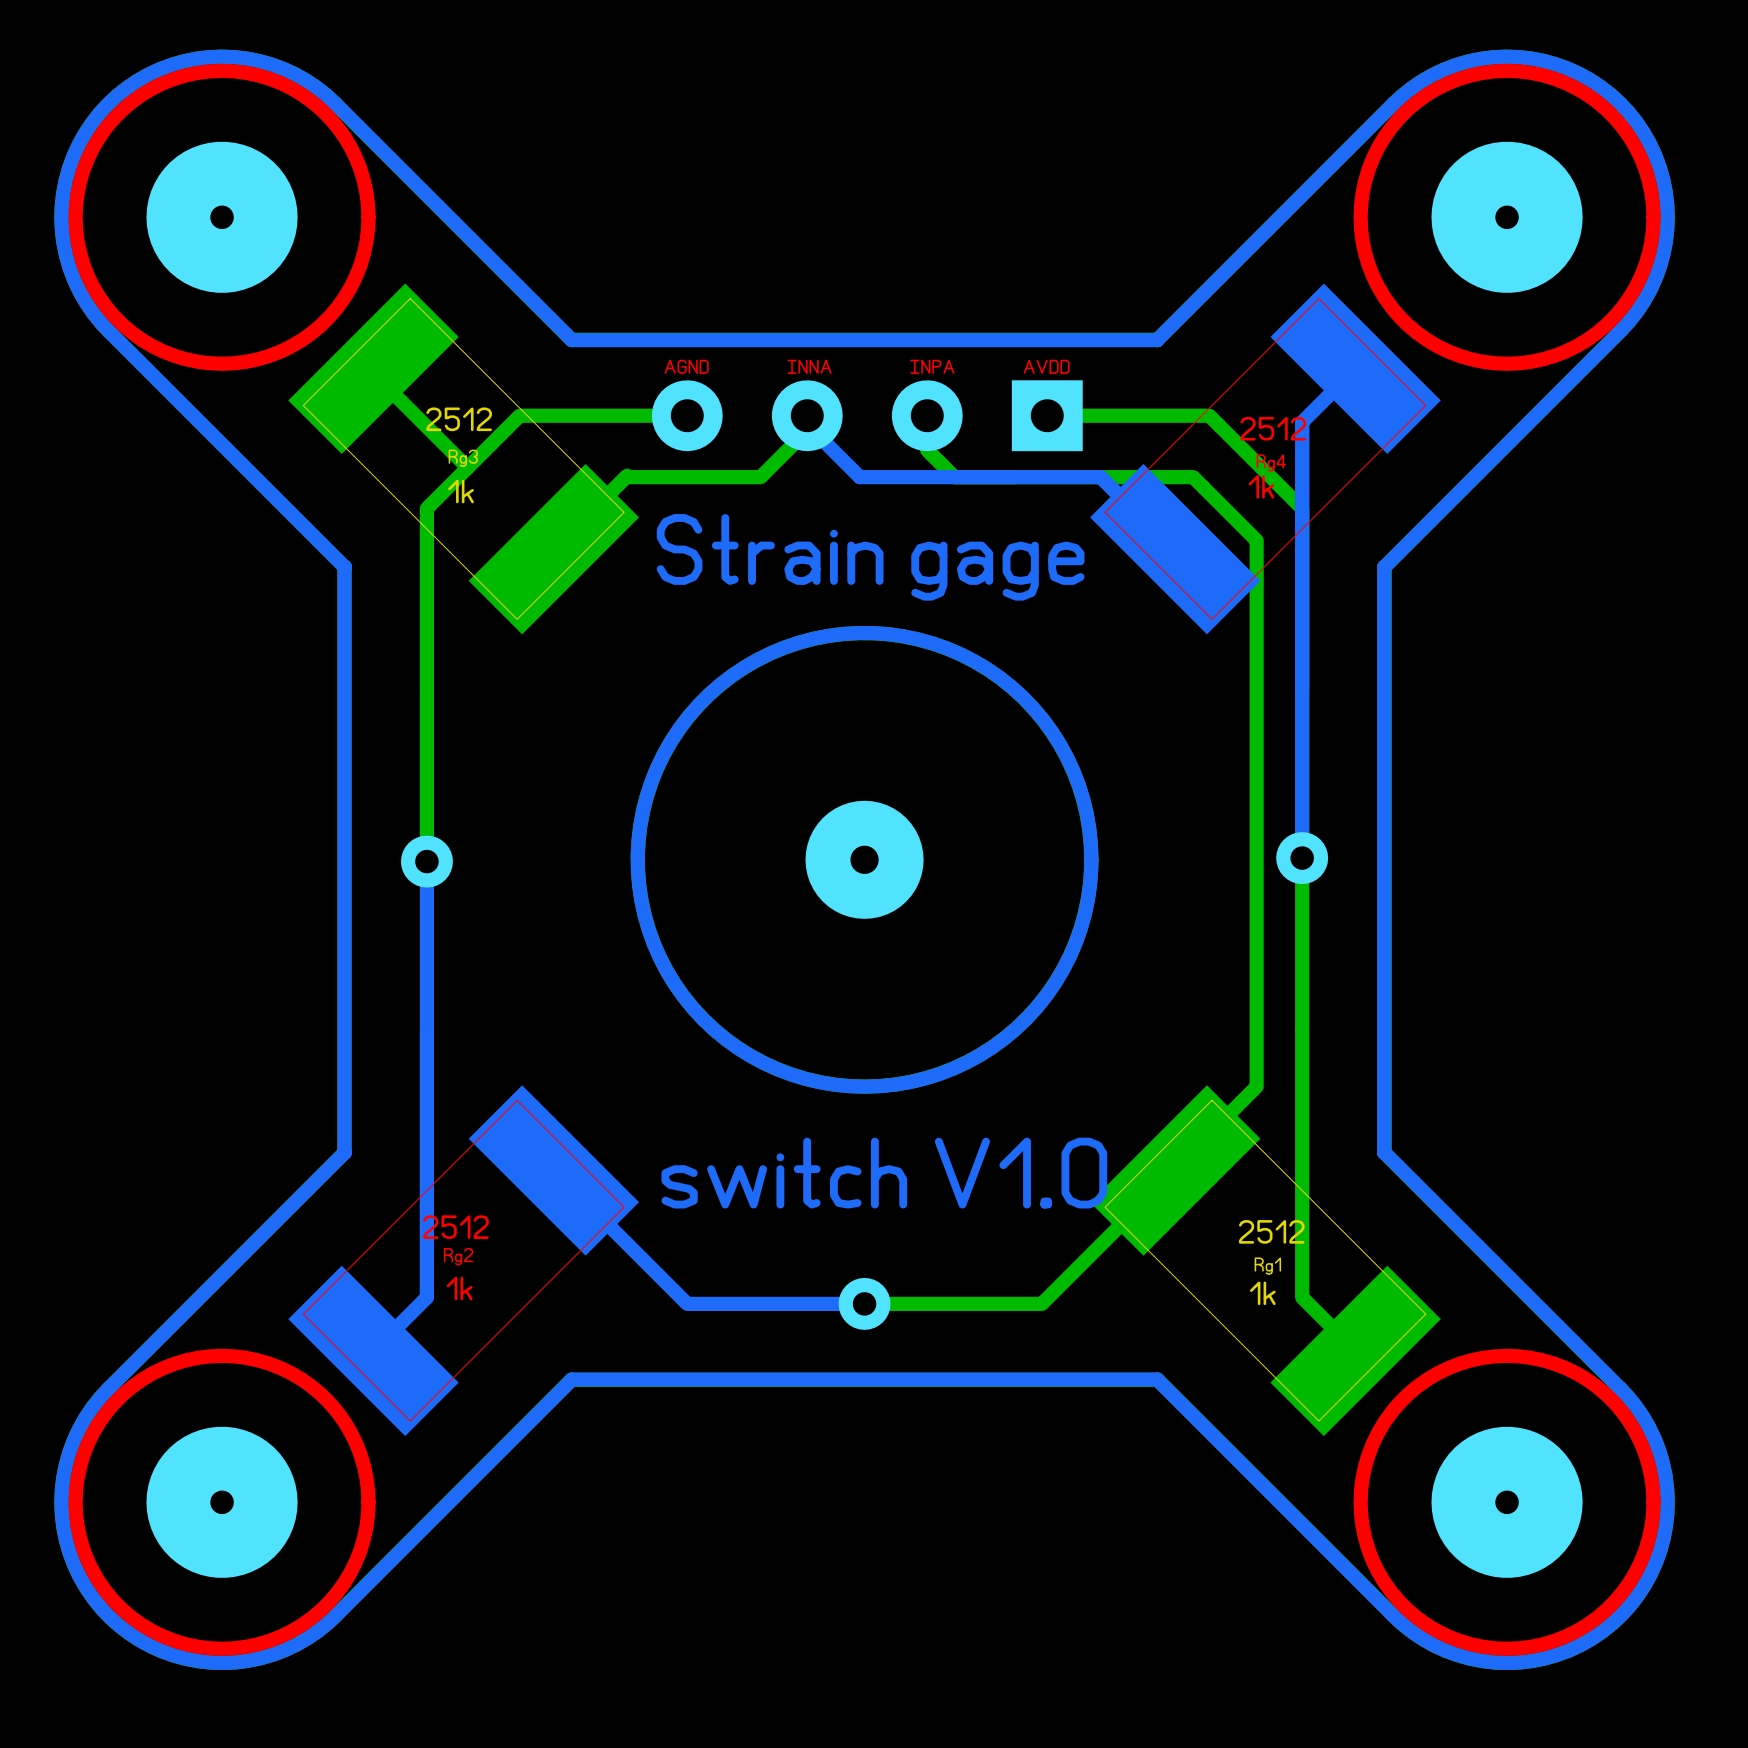 AGND INNA INPA AVDD
2512
Rg3
1k
2512
Rg4
1k
Strain gage
switch V1.0
2512
Rg2
1k
2512
Rg1
1k